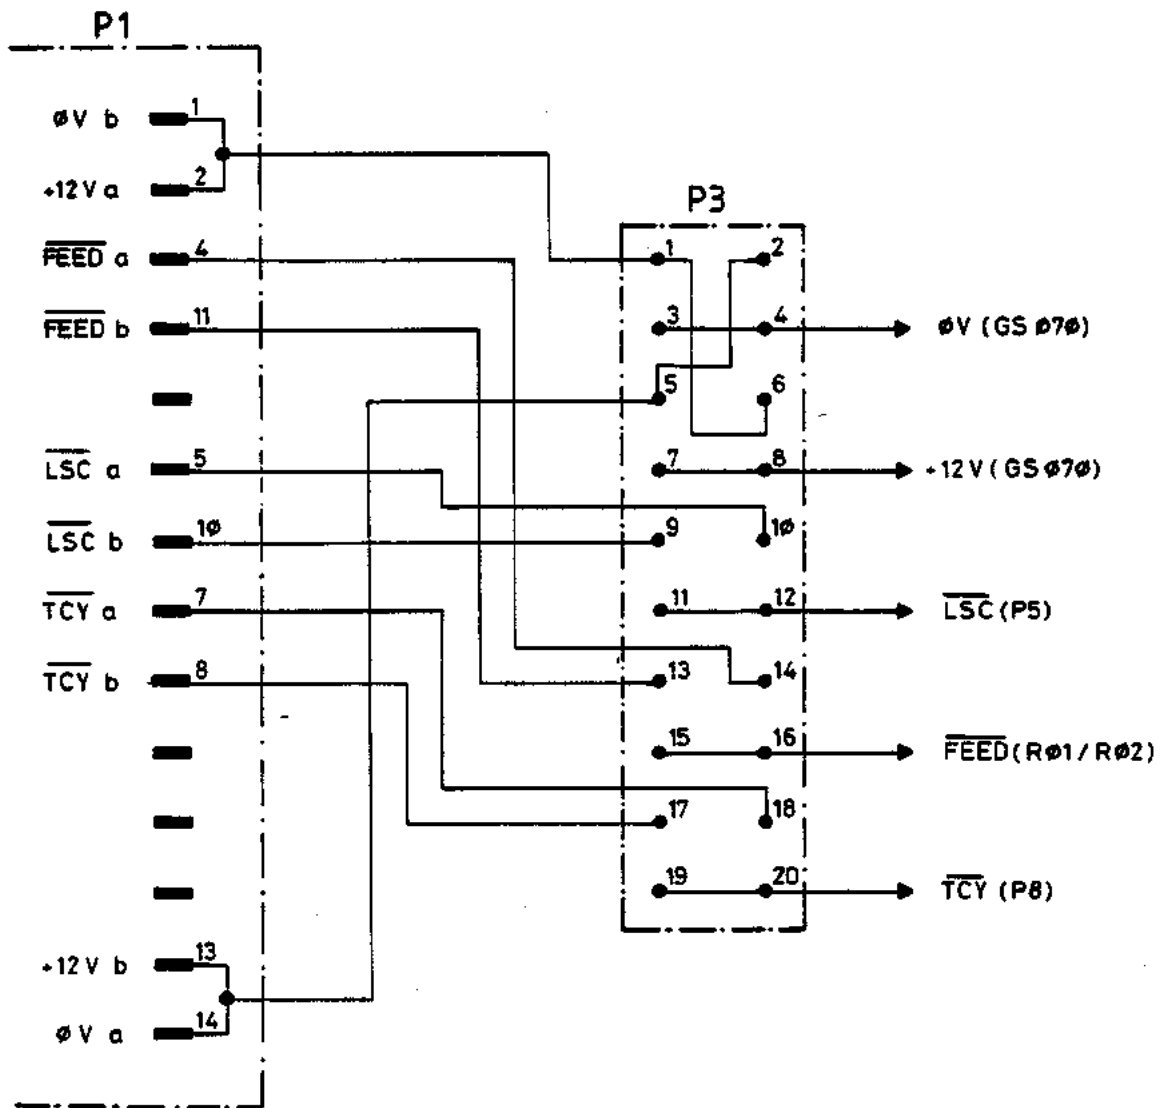 P1
øV b 1
+12V a 2
P3
FEED a 4
1 2
FEED b 11
3 4 øV (GS ø7ø)
5 6
LSC a 5
7 8 +12V (GS ø7ø)
LSC b 1ø
9 1ø
TCY a 7
11 12 LSC (P5)
TCY b 8
13 14
15 16 FEED (Rø1/Rø2)
17 18
19 20 TCY (P8)
+12V b 13
øV a 14